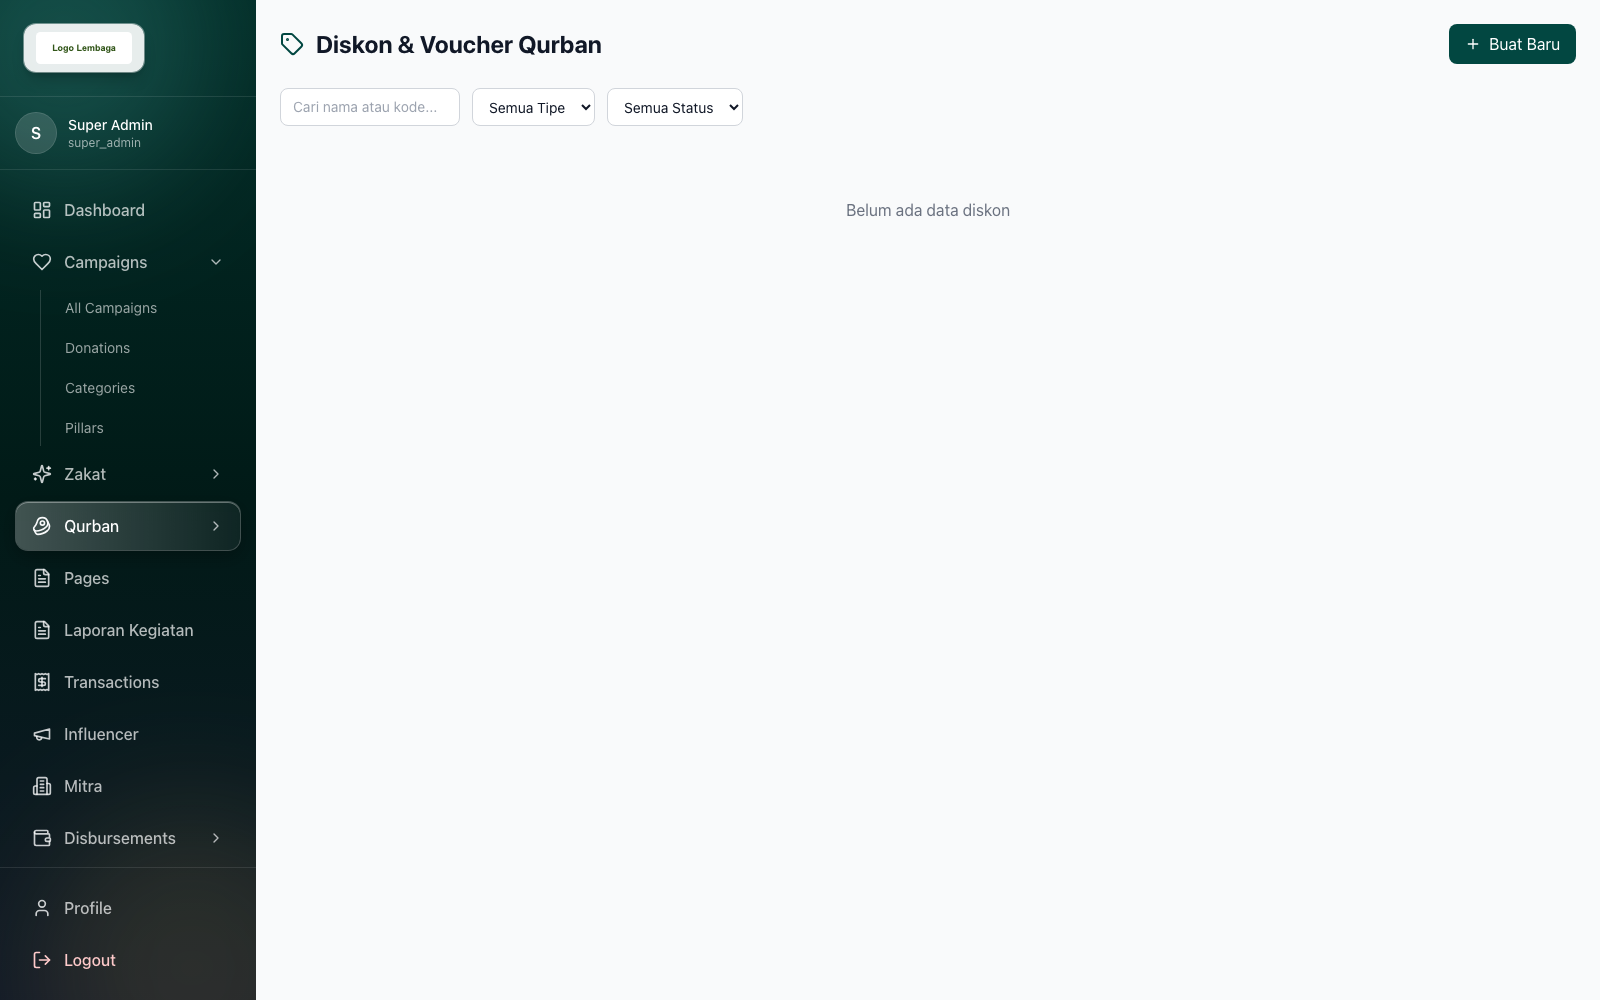 Logo Lembaga
S
Super Admin
super_admin
Dashboard
Campaigns
All Campaigns
Donations
Categories
Pillars
Zakat
Qurban
Pages
Laporan Kegiatan
Transactions
Influencer
Mitra
Disbursements
Profile
Logout
Diskon & Voucher Qurban
Buat Baru
Cari nama atau kode...
Semua Tipe
Semua Status
Belum ada data diskon